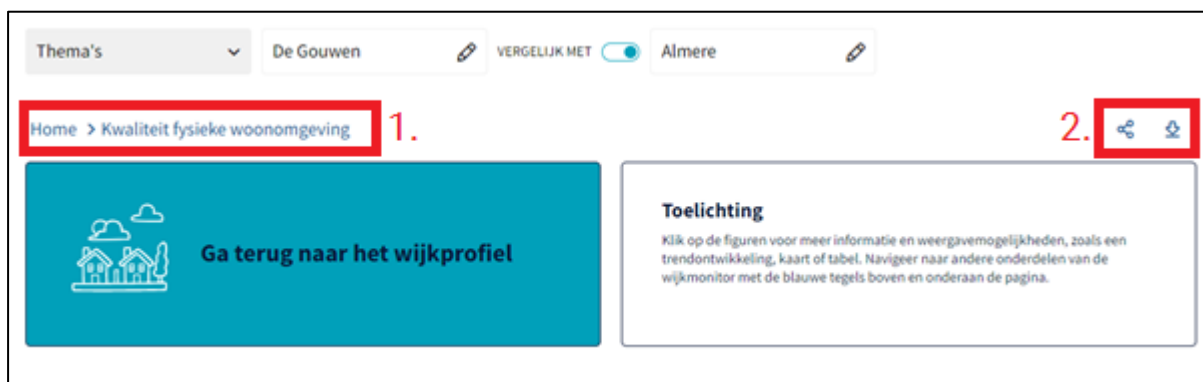 Thema's De Gouwen VERGELIJK MET Almere
Home > Kwaliteit fysieke woonomgeving 1. 2.
Ga terug naar het wijkprofiel
Toelichting
Klik op de figuren voor meer informatie en weergavemogelijkheden, zoals een
trendontwikkeling, kaart of tabel. Navigeer naar andere onderdelen van de
wijkmonitor met de blauwe tegels boven en onderaan de pagina.